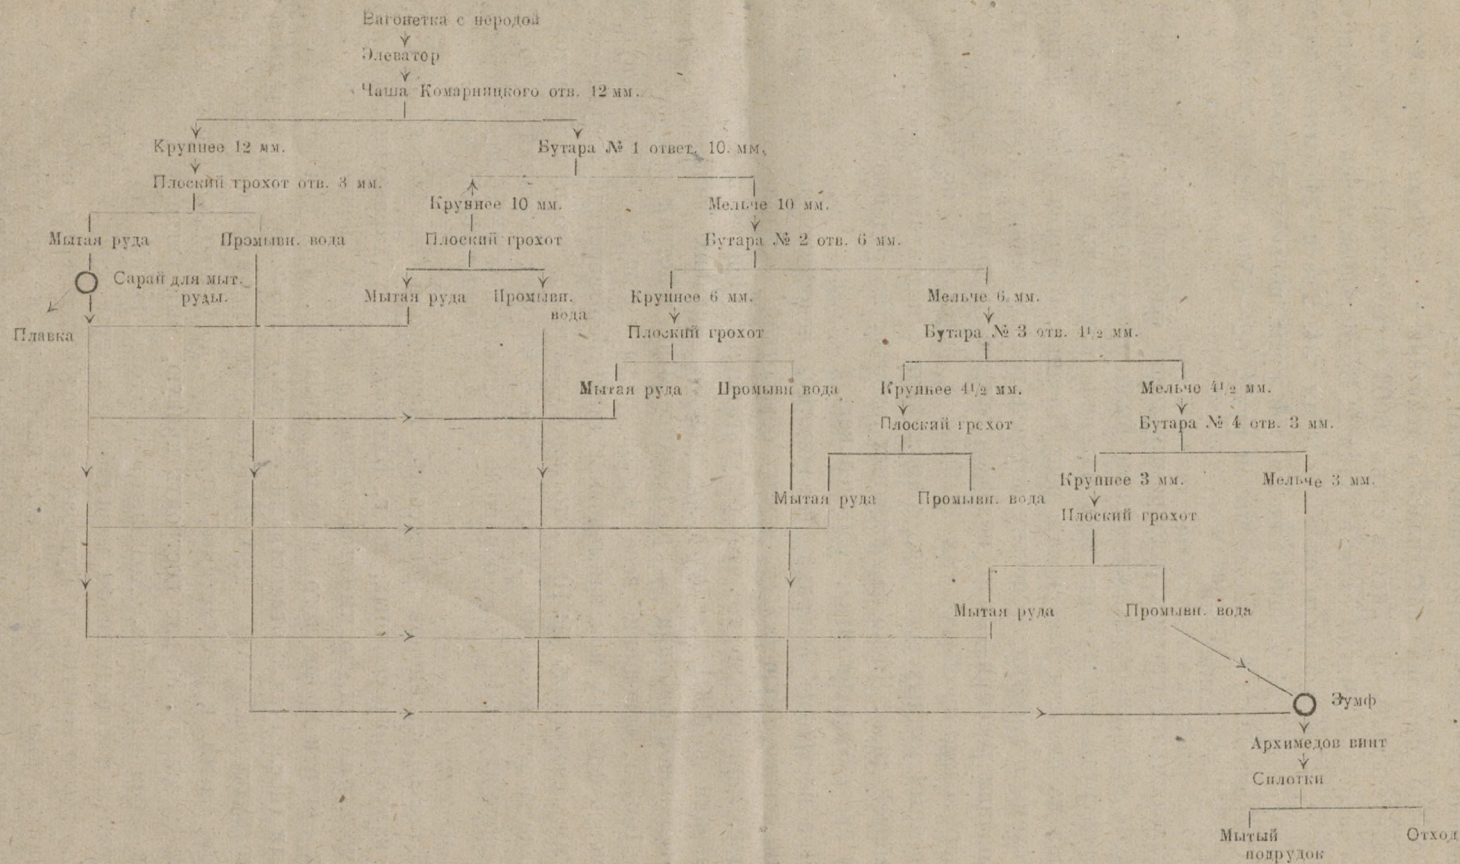 Вагонетка с породой
Элеватор
Чаша Комарницкого отв. 12 мм.
Крупнее 12 мм.
Бутара № 1 ответ. 10. мм.
Плоский грохот отв. 3 мм.
Крупнее 10 мм.
Мельче 10 мм.
Мытая руда
Промывн. вода
Плоский грохот
Бутара № 2 отв. 6 мм.
Сарай для мыт.
руды.
Мытая руда
Промывн.
вода
Крупнее 6 мм.
Мельче 6 мм.
Плавка
Плоский грохот
Бутара № 3 отв. 4½ мм.
Мытая руда
Промывн вода
Крупнее 4½ мм.
Мельче 4½ мм.
Плоский грохот
Бутара № 4 отв. 3 мм.
Мытая руда
Промывн. вода
Крупнее 3 мм.
Мельче 3 мм.
Плоский грохот
Мытая руда
Промывн. вода
Зумф
Архимедов винт
Сплотки
Мытый
подрудок
Отход